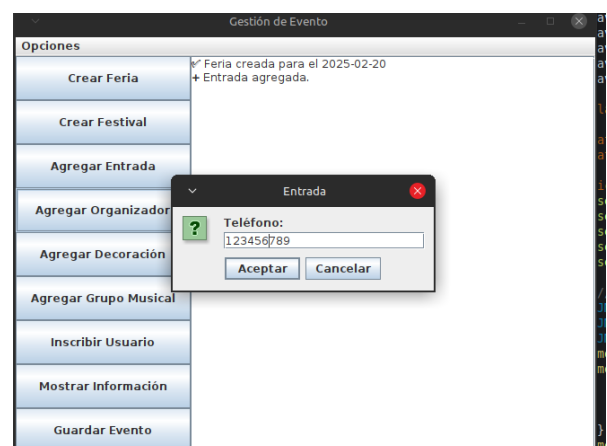 Gestión de Evento
Opciones
Crear Feria
Crear Festival
Agregar Entrada
Agregar Organizador
Agregar Decoración
Agregar Grupo Musical
Inscribir Usuario
Mostrar Información
Guardar Evento
✓ Feria creada para el 2025-02-20
+ Entrada agregada.
Entrada
?
Teléfono:
123456789
Aceptar
Cancelar